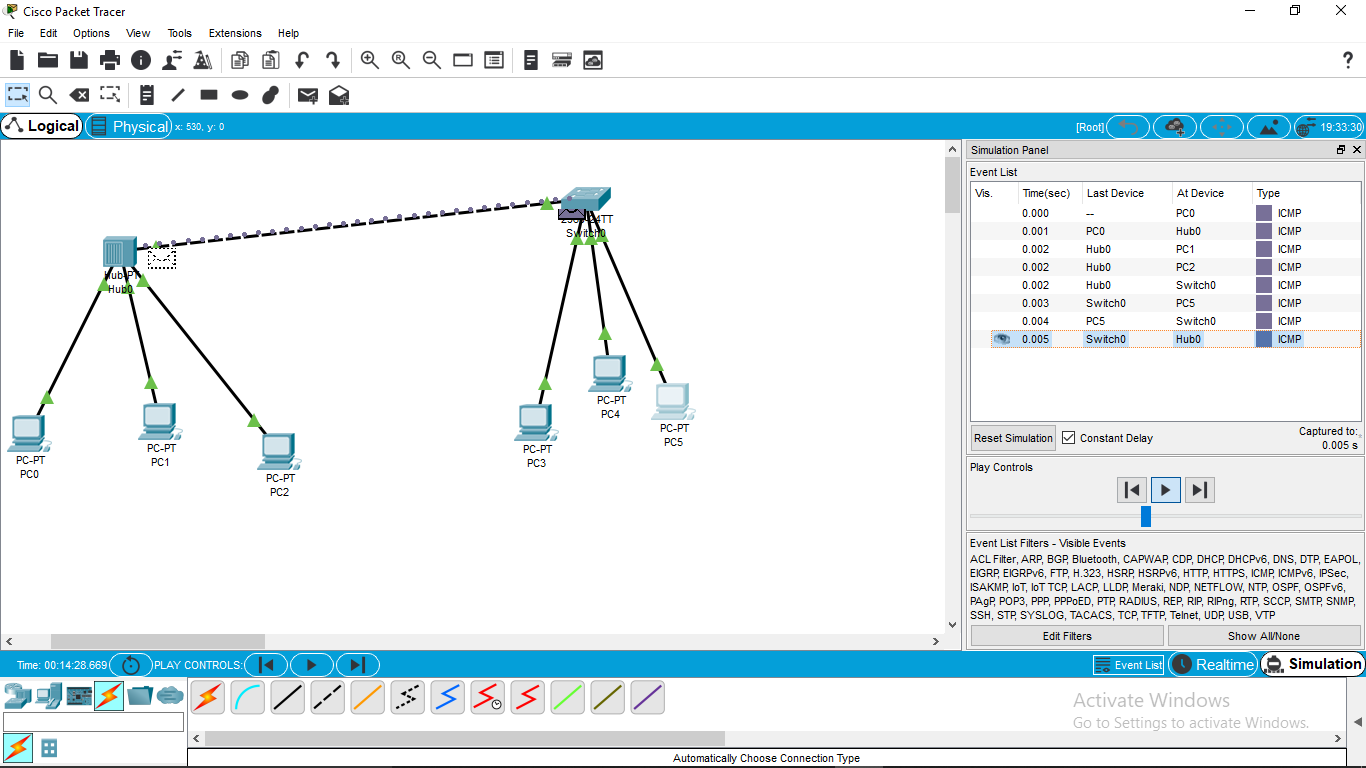 Cisco Packet Tracer
File Edit Options View Tools Extensions Help
?
Logical Physical x: 530, y: 0 [Root] 19:33:30
Simulation Panel
Event List
Vis. Time(sec) Last Device At Device Type
0.000 -- PC0 ICMP
0.001 PC0 Hub0 ICMP
0.002 Hub0 PC1 ICMP
0.002 Hub0 PC2 ICMP
0.002 Hub0 Switch0 ICMP
0.003 Switch0 PC5 ICMP
0.004 PC5 Switch0 ICMP
0.005 Switch0 Hub0 ICMP
Reset Simulation Constant Delay Captured to:
0.005 s
Play Controls
Event List Filters - Visible Events
ACL Filter, ARP, BGP, Bluetooth, CAPWAP, CDP, DHCP, DHCPv6, DNS, DTP, EAPOL,
EIGRP, EIGRPv6, FTP, H.323, HSRP, HSRPv6, HTTP, HTTPS, ICMP, ICMPv6, IPSec,
ISAKMP, IoT, IoT TCP, LACP, LLDP, Meraki, NDP, NETFLOW, NTP, OSPF, OSPFv6,
PAgP, POP3, PPP, PPPoED, PTP, RADIUS, REP, RIP, RIPng, RTP, SCCP, SMTP, SNMP,
SSH, STP, SYSLOG, TACACS, TCP, TFTP, Telnet, UDP, USB, VTP
Edit Filters Show All/None
Switch0
Hub-PT
Hub0
PC-PT
PC0
PC-PT
PC1
PC-PT
PC2
PC-PT
PC3
PC-PT
PC4
PC-PT
PC5
Time: 00:14:28.669 PLAY CONTROLS: Event List Realtime Simulation
Activate Windows
Go to Settings to activate Windows.
Automatically Choose Connection Type